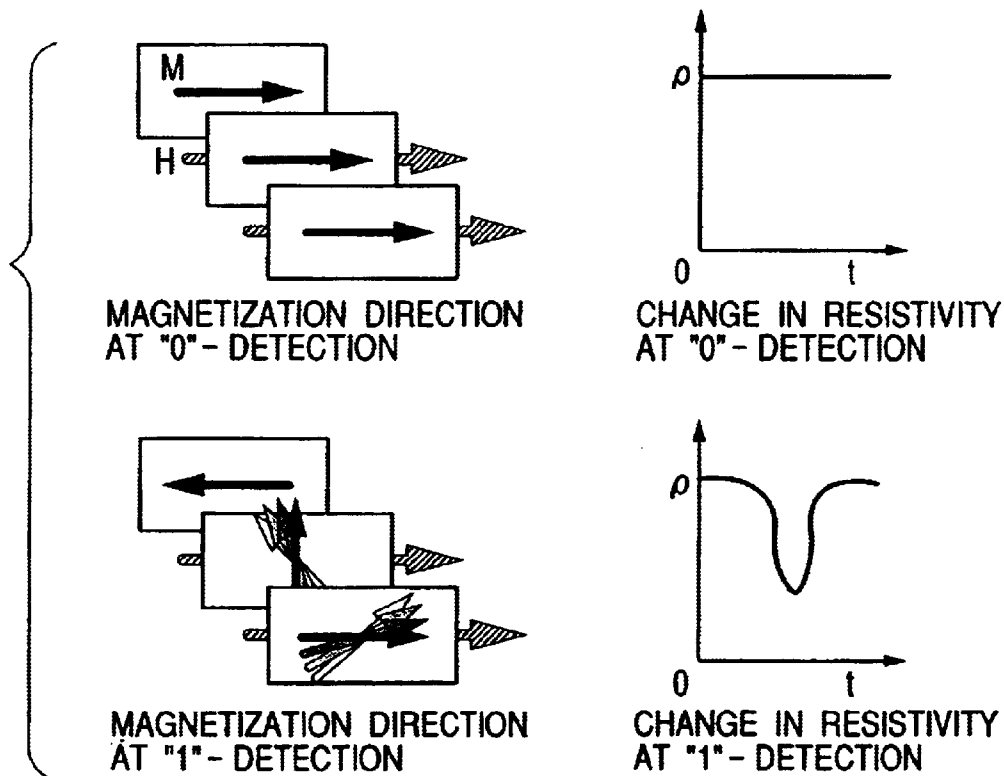 M
H
MAGNETIZATION DIRECTION
AT "0" - DETECTION
ρ
0
t
CHANGE IN RESISTIVITY
AT "0" - DETECTION
MAGNETIZATION DIRECTION
AT "1" - DETECTION
ρ
0
t
CHANGE IN RESISTIVITY
AT "1" - DETECTION